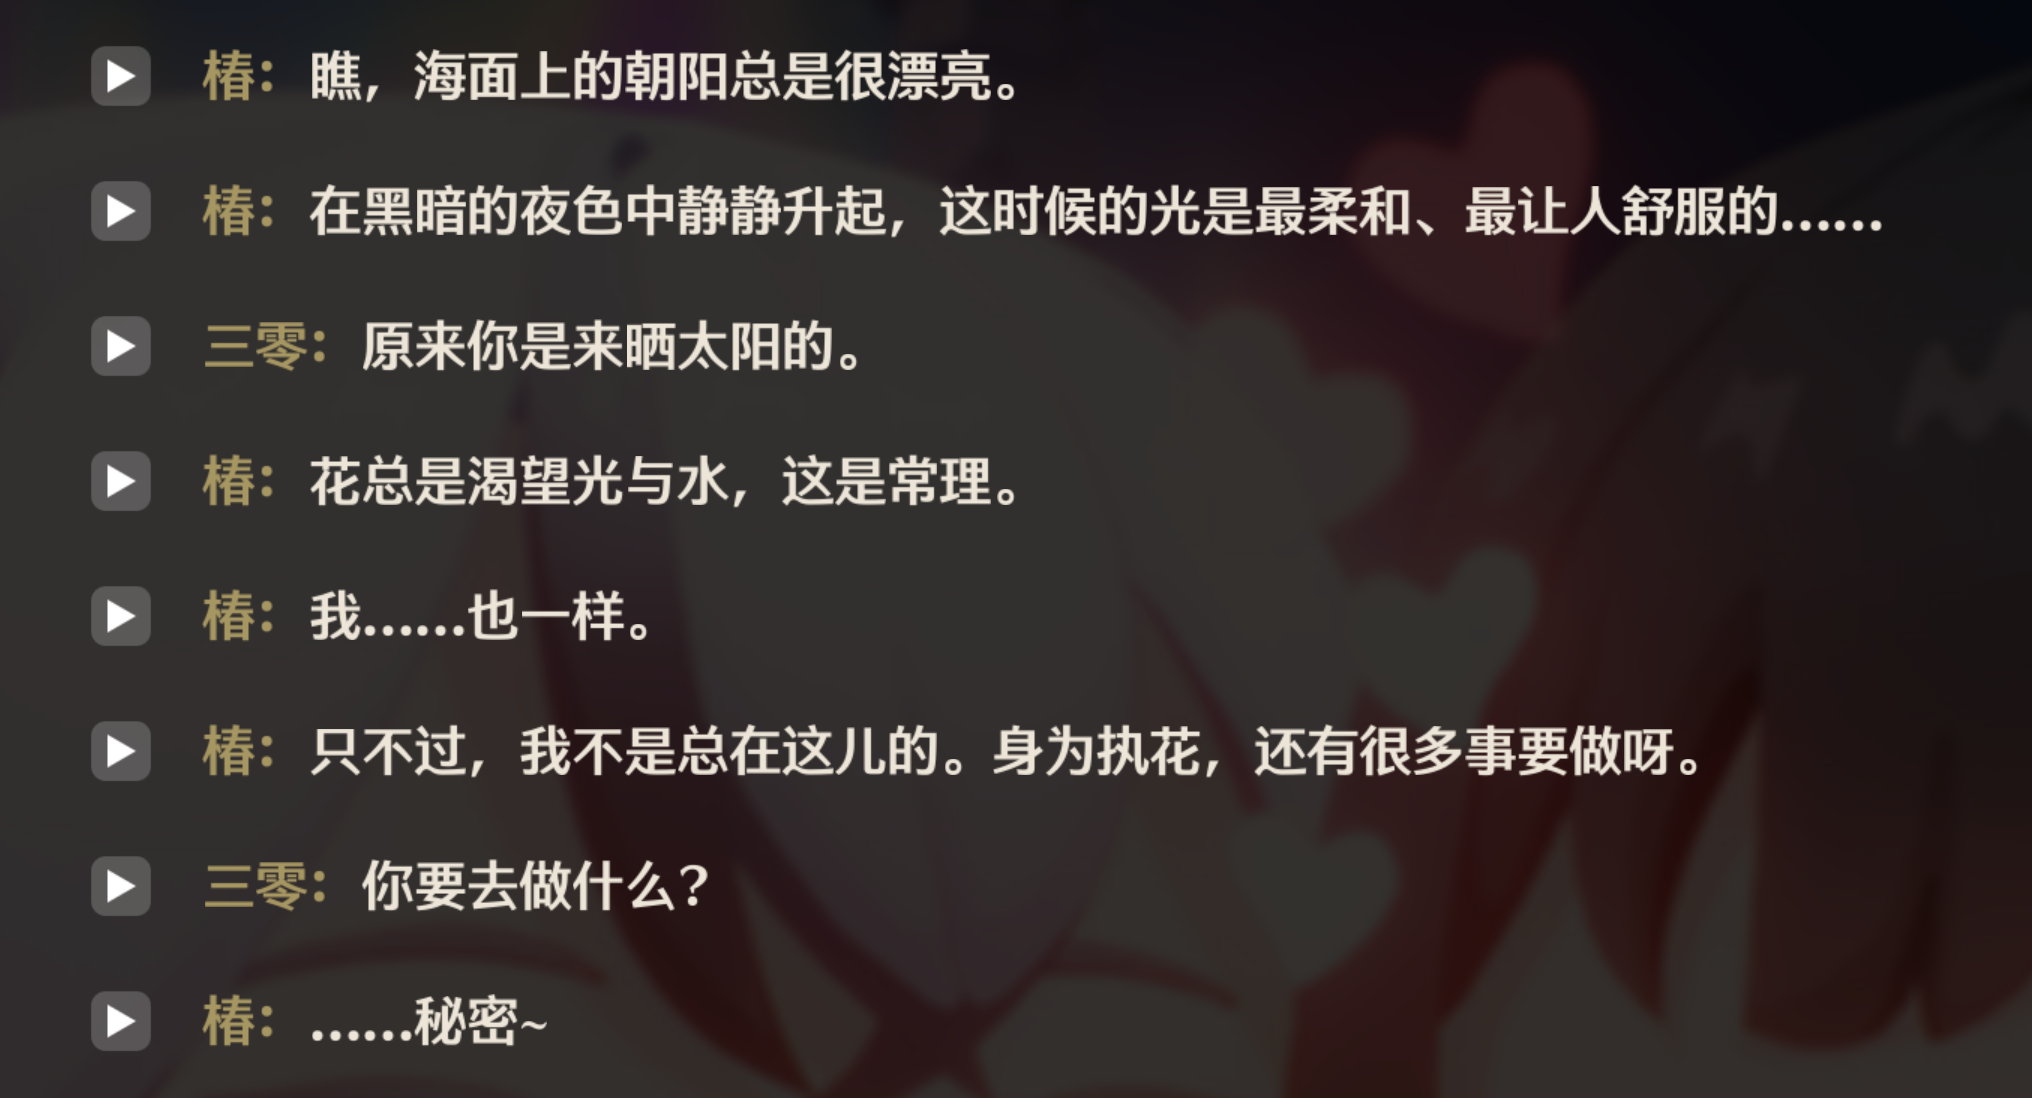 椿：瞧，海面上的朝阳总是很漂亮。
椿：在黑暗的夜色中静静升起，这时候的光是最柔和、最让人舒服的……
三零：原来你是来晒太阳的。
椿：花总是渴望光与水，这是常理。
椿：我……也一样。
椿：只不过，我不是总在这儿的。身为执花，还有很多事要做呀。
三零：你要去做什么？
椿：……秘密~